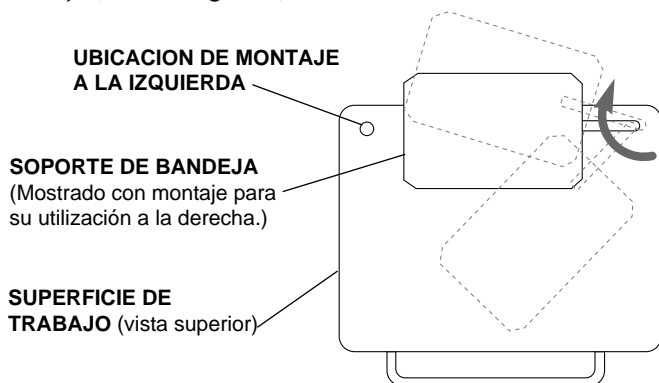 UBICACION DE MONTAJE
A LA IZQUIERDA
SOPORTE DE BANDEJA
(Mostrado con montaje para
su utilización a la derecha.)
SUPERFICIE DE
TRABAJO (vista superior)